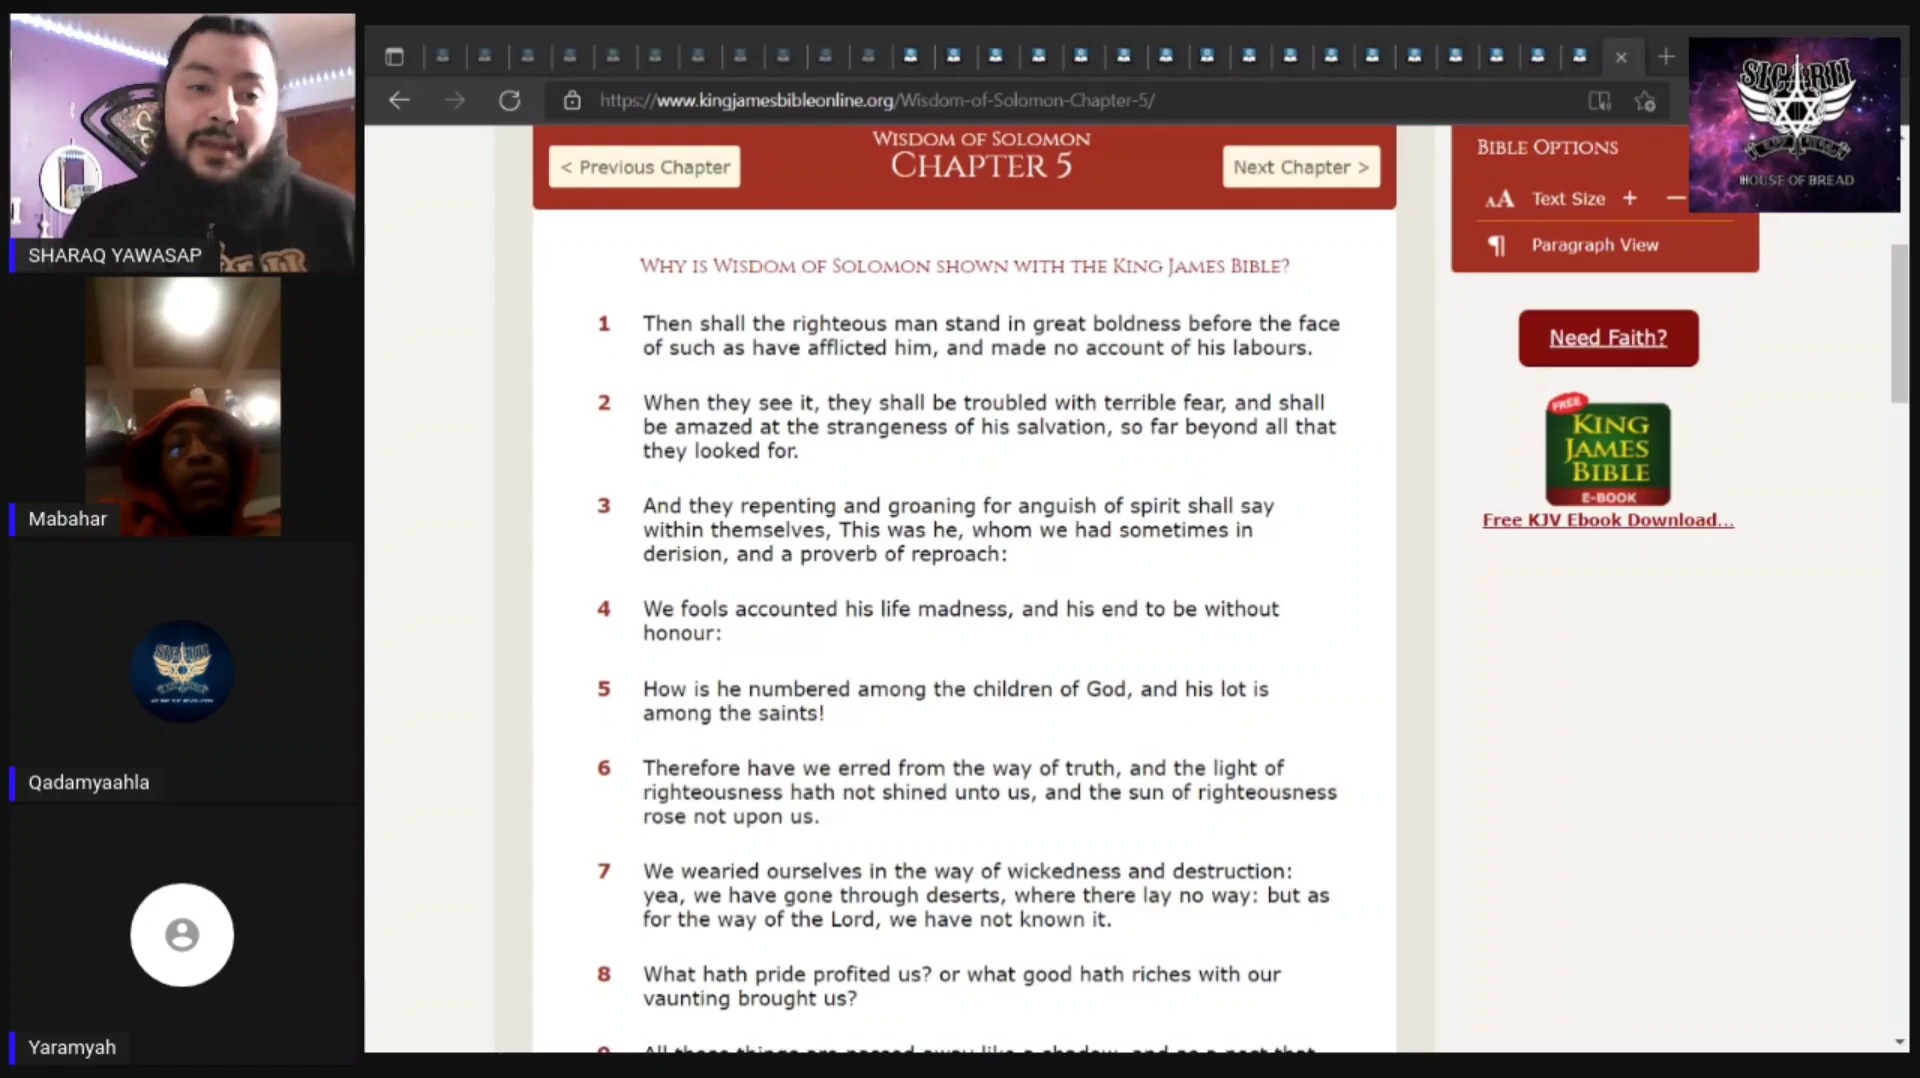 https://www.kingjamesbibleonline.org/Wisdom-of-Solomon-Chapter-5/
SICARII
HOUSE OF BREAD
SHARAQ YAWASAP
Mabahar
SICARII
Qadamyaahla
Yaramyah
WISDOM OF SOLOMON
CHAPTER 5
< Previous Chapter
Next Chapter >
WHY IS WISDOM OF SOLOMON SHOWN WITH THE KING JAMES BIBLE?
1 Then shall the righteous man stand in great boldness before the face
of such as have afflicted him, and made no account of his labours.
2 When they see it, they shall be troubled with terrible fear, and shall
be amazed at the strangeness of his salvation, so far beyond all that
they looked for.
3 And they repenting and groaning for anguish of spirit shall say
within themselves, This was he, whom we had sometimes in
derision, and a proverb of reproach:
4 We fools accounted his life madness, and his end to be without
honour:
5 How is he numbered among the children of God, and his lot is
among the saints!
6 Therefore have we erred from the way of truth, and the light of
righteousness hath not shined unto us, and the sun of righteousness
rose not upon us.
7 We wearied ourselves in the way of wickedness and destruction:
yea, we have gone through deserts, where there lay no way: but as
for the way of the Lord, we have not known it.
8 What hath pride profited us? or what good hath riches with our
vaunting brought us?
BIBLE OPTIONS
AA Text Size + −
¶ Paragraph View
Need Faith?
FREE
KING
JAMES
BIBLE
E-BOOK
Free KJV Ebook Download...